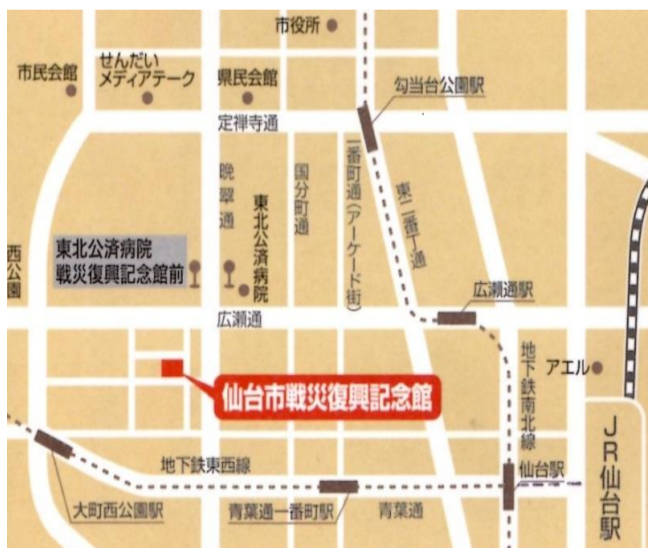 市役所
せんだい
メディアテーク
市民会館
県民会館
勾当台公園駅
定禅寺通
晩翠通
国分町通
一番町通(アーケード街)
東二番丁通
東北公済病院
西公園
東北公済病院
戦災復興記念館前
広瀬通駅
広瀬通
地下鉄南北線
アエル
仙台市戦災復興記念館
JR仙台駅
地下鉄東西線
仙台駅
大町西公園駅
青葉通一番町駅
青葉通